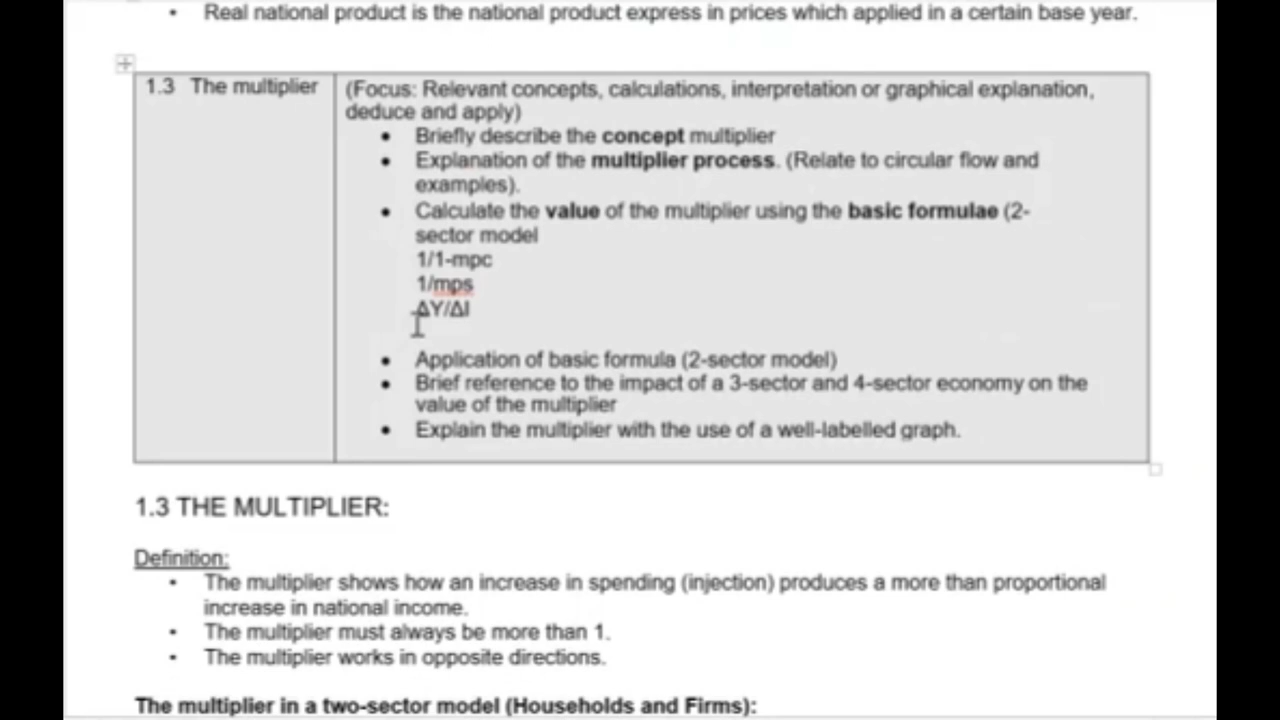 • Real national product is the national product express in prices which applied in a certain base year.
1.3 The multiplier
(Focus: Relevant concepts, calculations, interpretation or graphical explanation,
deduce and apply)
• Briefly describe the concept multiplier
• Explanation of the multiplier process. (Relate to circular flow and
examples).
• Calculate the value of the multiplier using the basic formulae (2-
sector model
1/1-mpc
1/mps
ΔY/ΔI
• Application of basic formula (2-sector model)
• Brief reference to the impact of a 3-sector and 4-sector economy on the
value of the multiplier
• Explain the multiplier with the use of a well-labelled graph.
1.3 THE MULTIPLIER:
Definition:
• The multiplier shows how an increase in spending (injection) produces a more than proportional
increase in national income.
• The multiplier must always be more than 1.
• The multiplier works in opposite directions.
The multiplier in a two-sector model (Households and Firms):